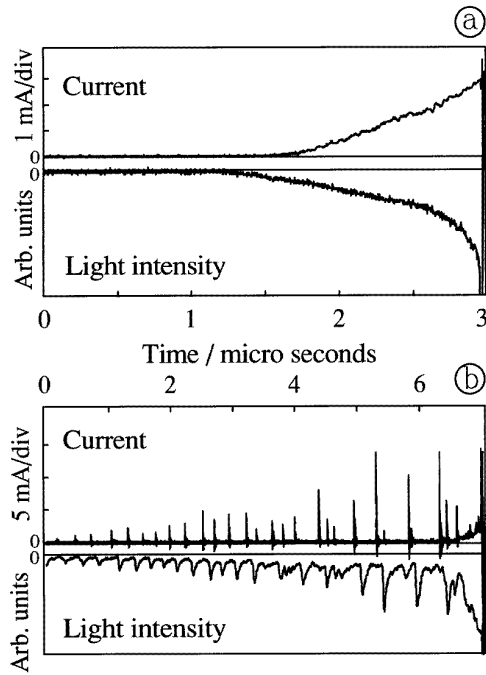 ⓐ
1 mA/div
Current
0
0
Arb. units
Light intensity
0 1 2 3
Time / micro seconds
0 2 4 6 ⓑ
5 mA/div
Current
0
0
Arb. units
Light intensity